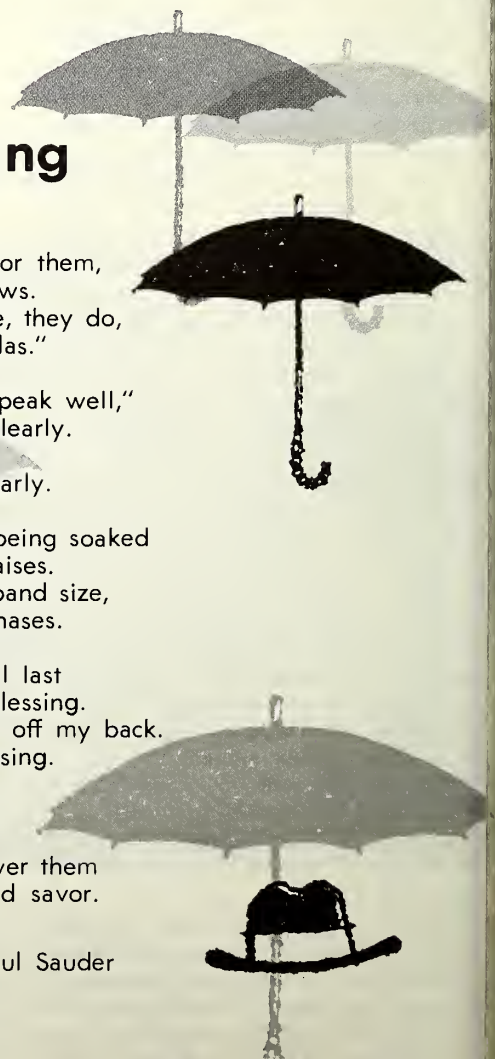 ng
or them,
ws.
e, they do,
las."
peak well,"
learly.
arly.
being soaked
aises.
band size,
hases.
l last
lessing.
off my back.
sing.
ver them
d savor.
ul Sauder